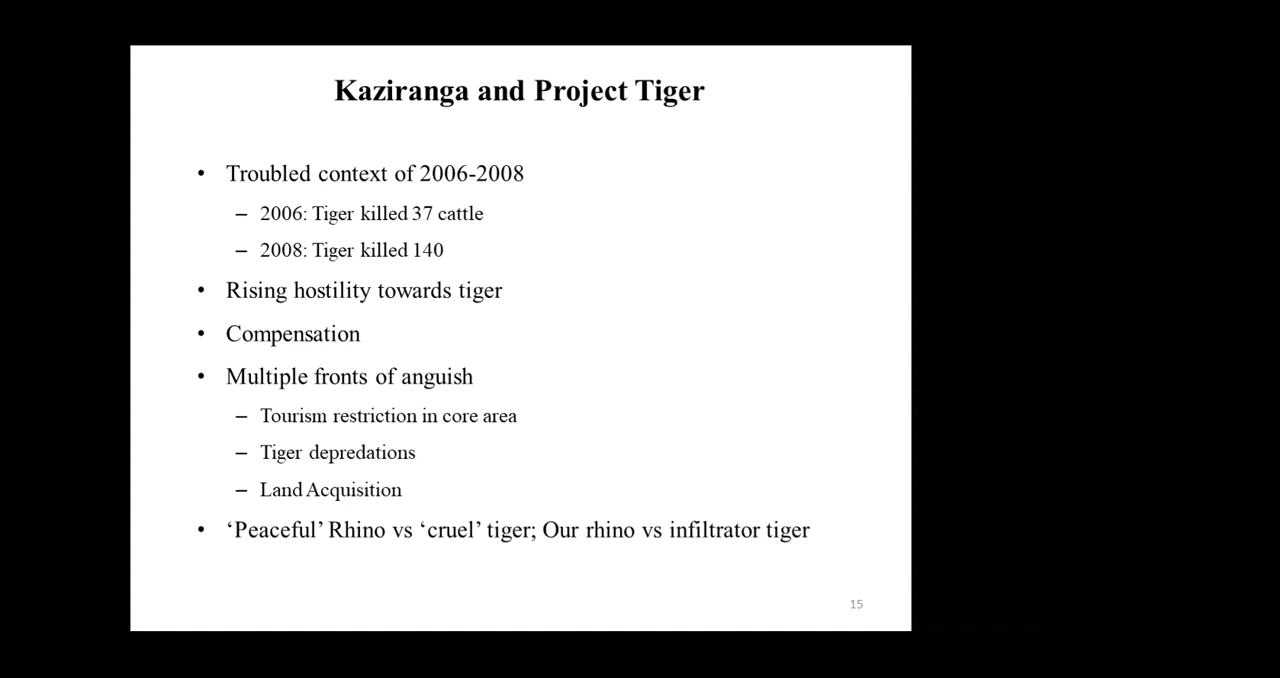 Kaziranga and Project Tiger
• Troubled context of 2006-2008
– 2006: Tiger killed 37 cattle
– 2008: Tiger killed 140
• Rising hostility towards tiger
• Compensation
• Multiple fronts of anguish
– Tourism restriction in core area
– Tiger depredations
– Land Acquisition
• ‘Peaceful’ Rhino vs ‘cruel’ tiger; Our rhino vs infiltrator tiger
15